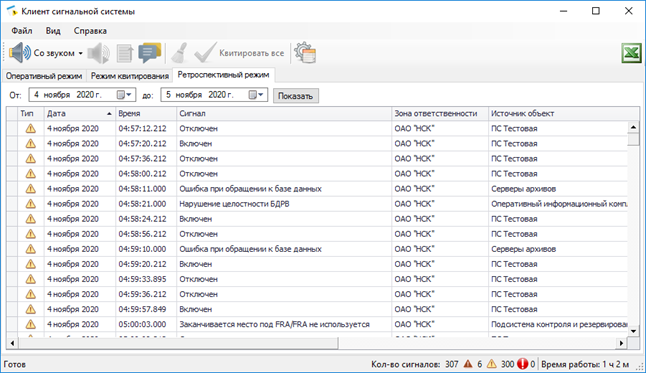 Клиент сигнальной системы
Файл Вид Справка
Со звуком Квитировать все
Оперативный режим Режим квитирования Ретроспективный режим
От: 4 ноября 2020 г. до: 5 ноября 2020 г. Показать
Тип Дата Время Сигнал Зона ответственности Источник объект
4 ноября 2020 04:57:12.212 Отключен ОАО "НСК" ПС Тестовая
4 ноября 2020 04:57:20.212 Включен ОАО "НСК" ПС Тестовая
4 ноября 2020 04:57:36.212 Отключен ОАО "НСК" ПС Тестовая
4 ноября 2020 04:58:00.212 Отключен ОАО "НСК" ПС Тестовая
4 ноября 2020 04:58:11.000 Ошибка при обращении к базе данных ОАО "НСК" Серверы архивов
4 ноября 2020 04:58:21.000 Нарушение целостности БДРВ ОАО "НСК" Оперативный информационный комп
4 ноября 2020 04:58:24.212 Включен ОАО "НСК" ПС Тестовая
4 ноября 2020 04:58:56.212 Отключен ОАО "НСК" ПС Тестовая
4 ноября 2020 04:59:10.000 Ошибка при обращении к базе данных ОАО "НСК" Серверы архивов
4 ноября 2020 04:59:20.212 Включен ОАО "НСК" ПС Тестовая
4 ноября 2020 04:59:33.895 Отключен ОАО "НСК" ПС Тестовая
4 ноября 2020 04:59:36.212 Отключен ОАО "НСК" ПС Тестовая
4 ноября 2020 04:59:57.849 Включен ОАО "НСК" ПС Тестовая
4 ноября 2020 05:00:03.000 Заканчивается место под FRA/FRA не используется ОАО "НСК" Подсистема контроля и резервирова
Готов Кол-во сигналов: 307 6 300 0 Время работы: 1 ч 2 м